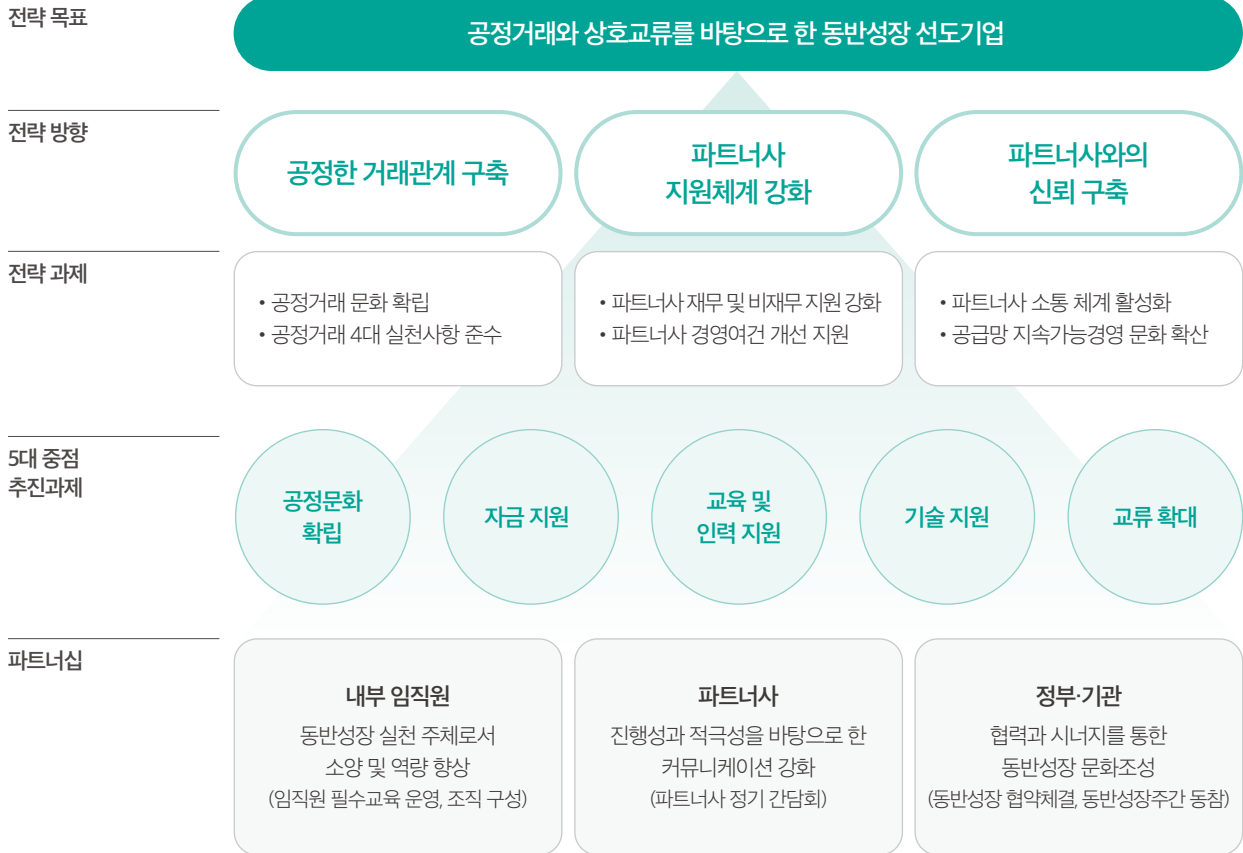 전략 목표
공정거래와 상호교류를 바탕으로 한 동반성장 선도기업
전략 방향
공정한 거래관계 구축
파트너사
지원체계 강화
파트너사와의
신뢰 구축
전략 과제
• 공정거래 문화 확립
• 공정거래 4대 실천사항 준수
• 파트너사 재무 및 비재무 지원 강화
• 파트너사 경영여건 개선 지원
• 파트너사 소통 체계 활성화
• 공급망 지속가능경영 문화 확산
5대 중점
추진과제
공정문화
확립
자금 지원
교육 및
인력 지원
기술 지원
교류 확대
파트너십
내부 임직원
동반성장 실천 주체로서
소양 및 역량 향상
(임직원 필수교육 운영, 조직 구성)
파트너사
진행성과 적극성을 바탕으로 한
커뮤니케이션 강화
(파트너사 정기 간담회)
정부·기관
협력과 시너지를 통한
동반성장 문화조성
(동반성장 협약체결, 동반성장주간 동참)